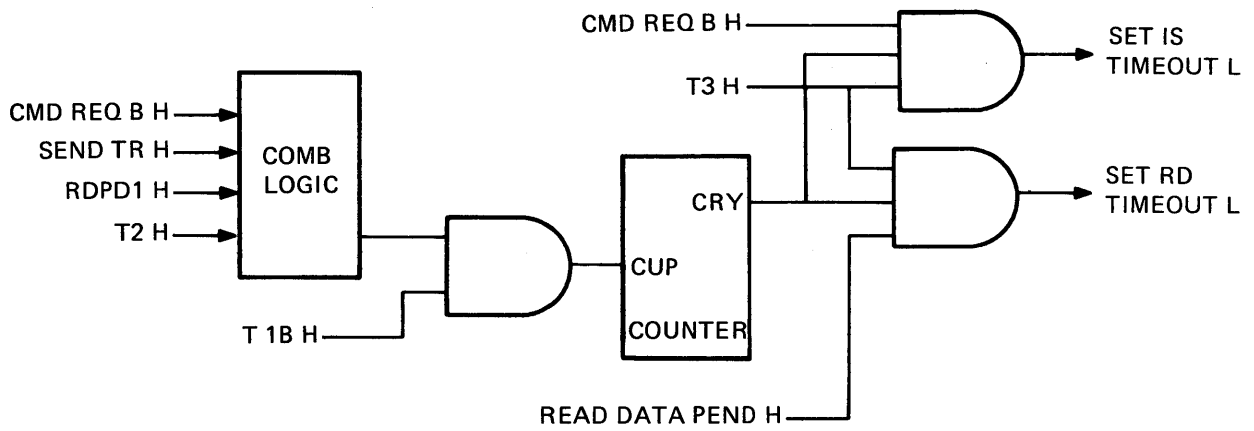 CMD REQ B H
SET IS
TIMEOUT L
T3 H
CMD REQ B H
SEND TR H
RDPD1 H
T2 H
COMB
LOGIC
CRY
SET RD
TIMEOUT L
CUP
COUNTER
T 1B H
READ DATA PEND H